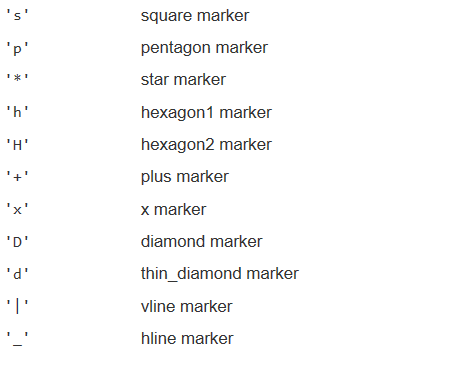 's' square marker
'p' pentagon marker
'*' star marker
'h' hexagon1 marker
'H' hexagon2 marker
'+' plus marker
'x' x marker
'D' diamond marker
'd' thin_diamond marker
'|' vline marker
'_' hline marker